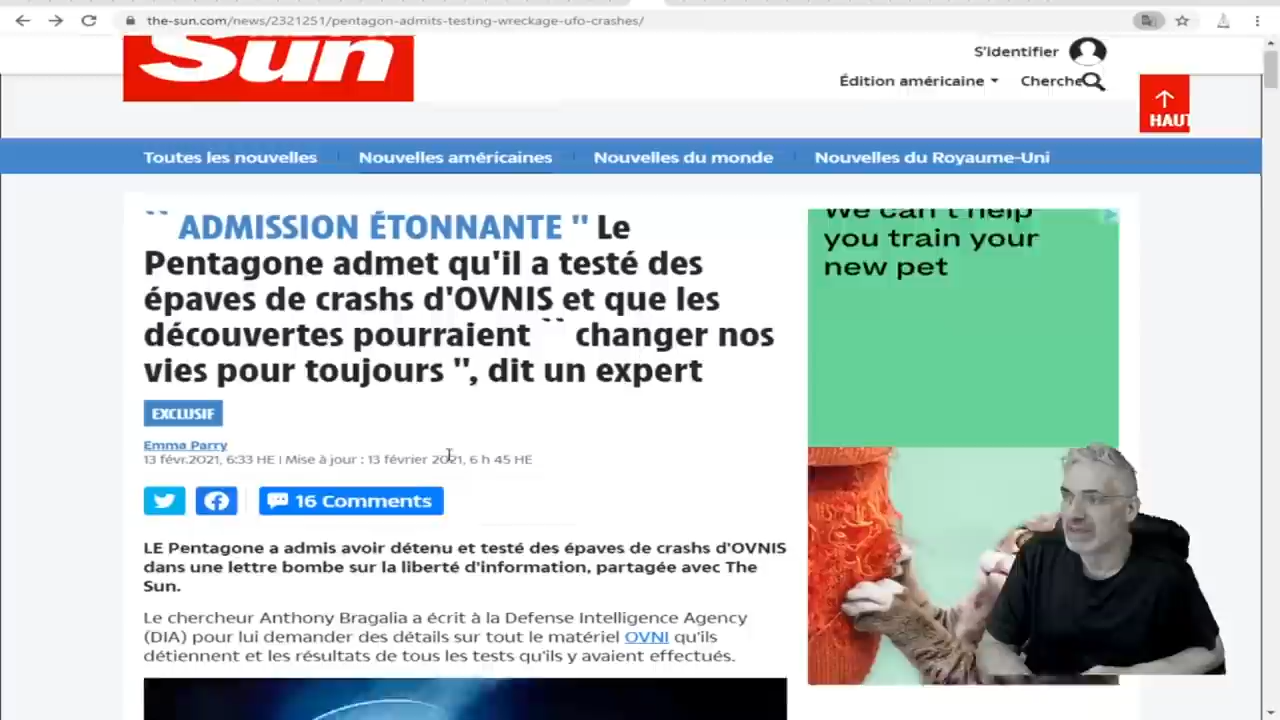 the-sun.com/news/2321251/pentagon-admits-testing-wreckage-ufo-crashes/
Sun
S'identifier
Édition américaine
Cherche
HAUT
Toutes les nouvelles
Nouvelles américaines
Nouvelles du monde
Nouvelles du Royaume-Uni
`` ADMISSION ÉTONNANTE '' Le
Pentagone admet qu'il a testé des
épaves de crashs d'OVNIS et que les
découvertes pourraient `` changer nos
vies pour toujours '', dit un expert
EXCLUSIF
Emma Parry
13 févr.2021, 6:33 HE | Mise à jour : 13 février 2021, 6 h 45 HE
16 Comments
LE Pentagone a admis avoir détenu et testé des épaves de crashs d'OVNIS
dans une lettre bombe sur la liberté d'information, partagée avec The
Sun.
Le chercheur Anthony Bragalia a écrit à la Defense Intelligence Agency
(DIA) pour lui demander des détails sur tout le matériel OVNI qu'ils
détiennent et les résultats de tous les tests qu'ils y avaient effectués.
We can't help
you train your
new pet